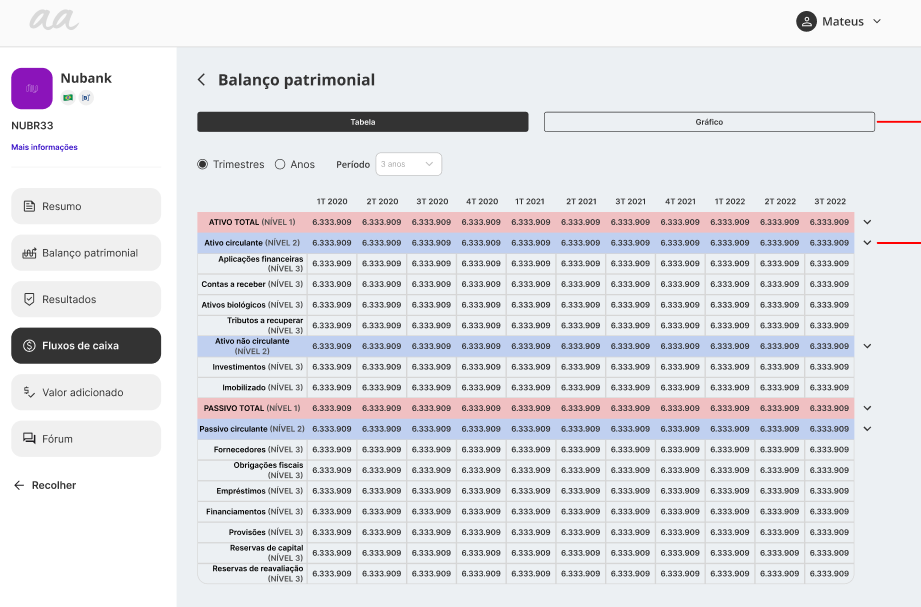 aa
Mateus
Nubank
NUBR33
Mais informações
Resumo
Balanço patrimonial
Resultados
Fluxos de caixa
Valor adicionado
Fórum
Recolher
Balanço patrimonial
Tabela Gráfico
Trimestres Anos Período 3 anos
1T 2020 2T 2020 3T 2020 4T 2020 1T 2021 2T 2021 3T 2021 4T 2021 1T 2022 2T 2022 3T 2022
ATIVO TOTAL (NÍVEL 1) 6.333.909 6.333.909 6.333.909 6.333.909 6.333.909 6.333.909 6.333.909 6.333.909 6.333.909 6.333.909 6.333.909
Ativo circulante (NÍVEL 2) 6.333.909 6.333.909 6.333.909 6.333.909 6.333.909 6.333.909 6.333.909 6.333.909 6.333.909 6.333.909 6.333.909
Aplicações financeiras
(NÍVEL 3) 6.333.909 6.333.909 6.333.909 6.333.909 6.333.909 6.333.909 6.333.909 6.333.909 6.333.909 6.333.909 6.333.909
Contas a receber (NÍVEL 3) 6.333.909 6.333.909 6.333.909 6.333.909 6.333.909 6.333.909 6.333.909 6.333.909 6.333.909 6.333.909 6.333.909
Ativos biológicos (NÍVEL 3) 6.333.909 6.333.909 6.333.909 6.333.909 6.333.909 6.333.909 6.333.909 6.333.909 6.333.909 6.333.909 6.333.909
Tributos a recuperar
(NÍVEL 3) 6.333.909 6.333.909 6.333.909 6.333.909 6.333.909 6.333.909 6.333.909 6.333.909 6.333.909 6.333.909 6.333.909
Ativo não circulante
(NÍVEL 2) 6.333.909 6.333.909 6.333.909 6.333.909 6.333.909 6.333.909 6.333.909 6.333.909 6.333.909 6.333.909 6.333.909
Investimentos (NÍVEL 3) 6.333.909 6.333.909 6.333.909 6.333.909 6.333.909 6.333.909 6.333.909 6.333.909 6.333.909 6.333.909 6.333.909
Imobilizado (NÍVEL 3) 6.333.909 6.333.909 6.333.909 6.333.909 6.333.909 6.333.909 6.333.909 6.333.909 6.333.909 6.333.909 6.333.909
PASSIVO TOTAL (NÍVEL 1) 6.333.909 6.333.909 6.333.909 6.333.909 6.333.909 6.333.909 6.333.909 6.333.909 6.333.909 6.333.909 6.333.909
Passivo circulante (NÍVEL 2) 6.333.909 6.333.909 6.333.909 6.333.909 6.333.909 6.333.909 6.333.909 6.333.909 6.333.909 6.333.909 6.333.909
Fornecedores (NÍVEL 3) 6.333.909 6.333.909 6.333.909 6.333.909 6.333.909 6.333.909 6.333.909 6.333.909 6.333.909 6.333.909 6.333.909
Obrigações fiscais
(NÍVEL 3) 6.333.909 6.333.909 6.333.909 6.333.909 6.333.909 6.333.909 6.333.909 6.333.909 6.333.909 6.333.909 6.333.909
Empréstimos (NÍVEL 3) 6.333.909 6.333.909 6.333.909 6.333.909 6.333.909 6.333.909 6.333.909 6.333.909 6.333.909 6.333.909 6.333.909
Financiamentos (NÍVEL 3) 6.333.909 6.333.909 6.333.909 6.333.909 6.333.909 6.333.909 6.333.909 6.333.909 6.333.909 6.333.909 6.333.909
Provisões (NÍVEL 3) 6.333.909 6.333.909 6.333.909 6.333.909 6.333.909 6.333.909 6.333.909 6.333.909 6.333.909 6.333.909 6.333.909
Reservas de capital
(NÍVEL 3) 6.333.909 6.333.909 6.333.909 6.333.909 6.333.909 6.333.909 6.333.909 6.333.909 6.333.909 6.333.909 6.333.909
Reservas de reavaliação
(NÍVEL 3) 6.333.909 6.333.909 6.333.909 6.333.909 6.333.909 6.333.909 6.333.909 6.333.909 6.333.909 6.333.909 6.333.909